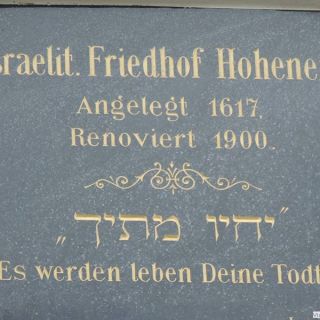 sraelit. Friedhof Hohene
Angelegt 1617.
Renoviert 1900.
„יחיו מתיך"
Es werden leben Deine Todt